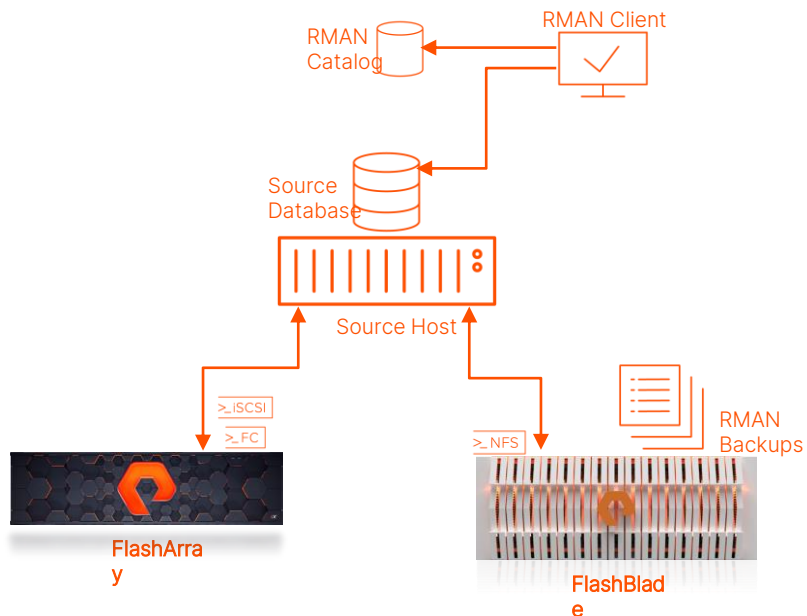 RMAN Client
RMAN
Catalog
Source
Database
Source Host
>_iSCSI
>_FC
>_NFS
RMAN
Backups
FlashArra
y
FlashBlad
e